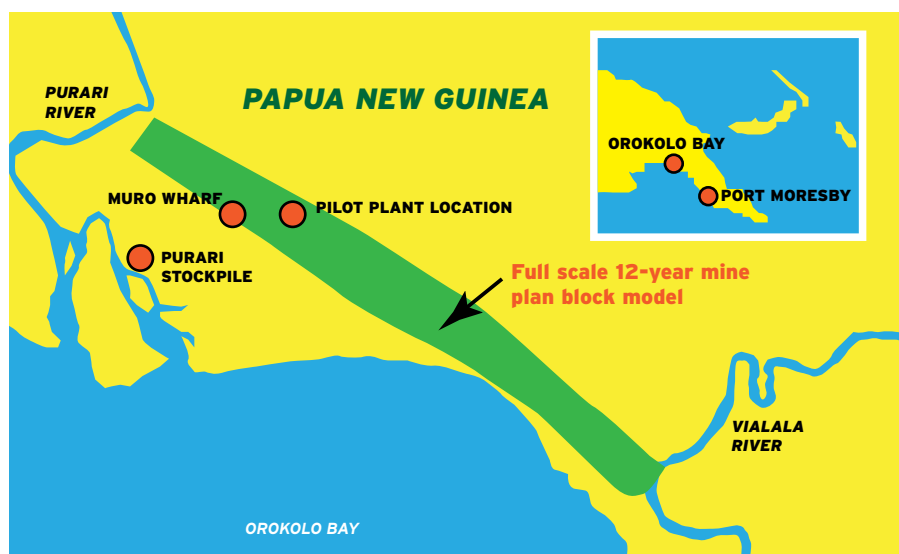 PURARI
RIVER
PAPUA NEW GUINEA
OROKOLO BAY
PORT MORESBY
MURO WHARF
PILOT PLANT LOCATION
PURARI
STOCKPILE
Full scale 12-year mine
plan block model
VIALALA
RIVER
OROKOLO BAY